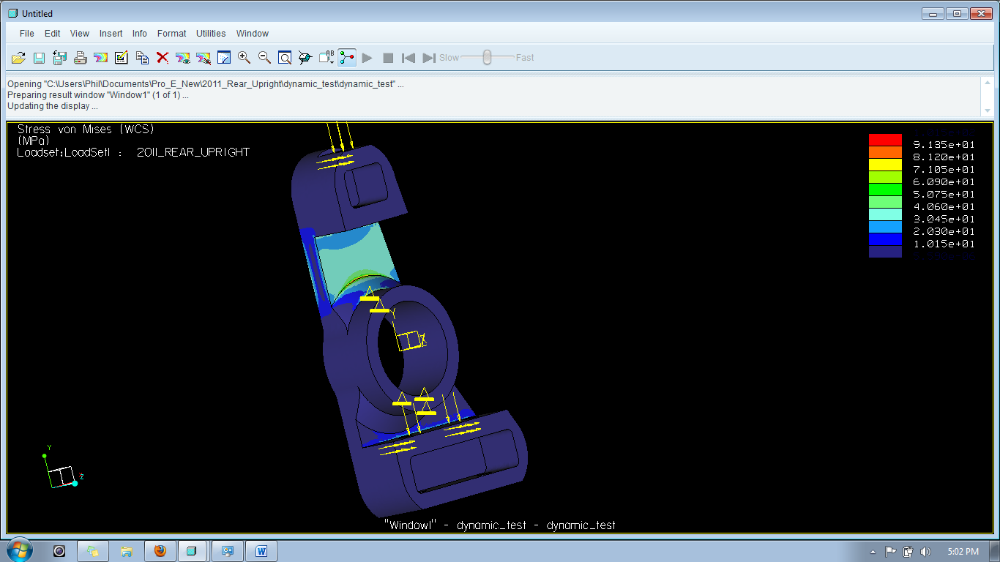 Untitled
File Edit View Insert Info Format Utilities Window
AB Slow Fast
Opening "C:\Users\Phil\Documents\Pro_E_New\2011_Rear_Upright\dynamic_test\dynamic_test" ...
Preparing result window "Window1" (1 of 1) ...
Updating the display ...
Stress von Mises (WCS)
(MPa)
Loadset:LoadSet1 : 2011_REAR_UPRIGHT
9.135e+01
8.120e+01
7.105e+01
6.090e+01
5.075e+01
4.060e+01
3.045e+01
2.030e+01
1.015e+01
Y
X
Y
Z
"Window1" - dynamic_test - dynamic_test
W
5:02 PM